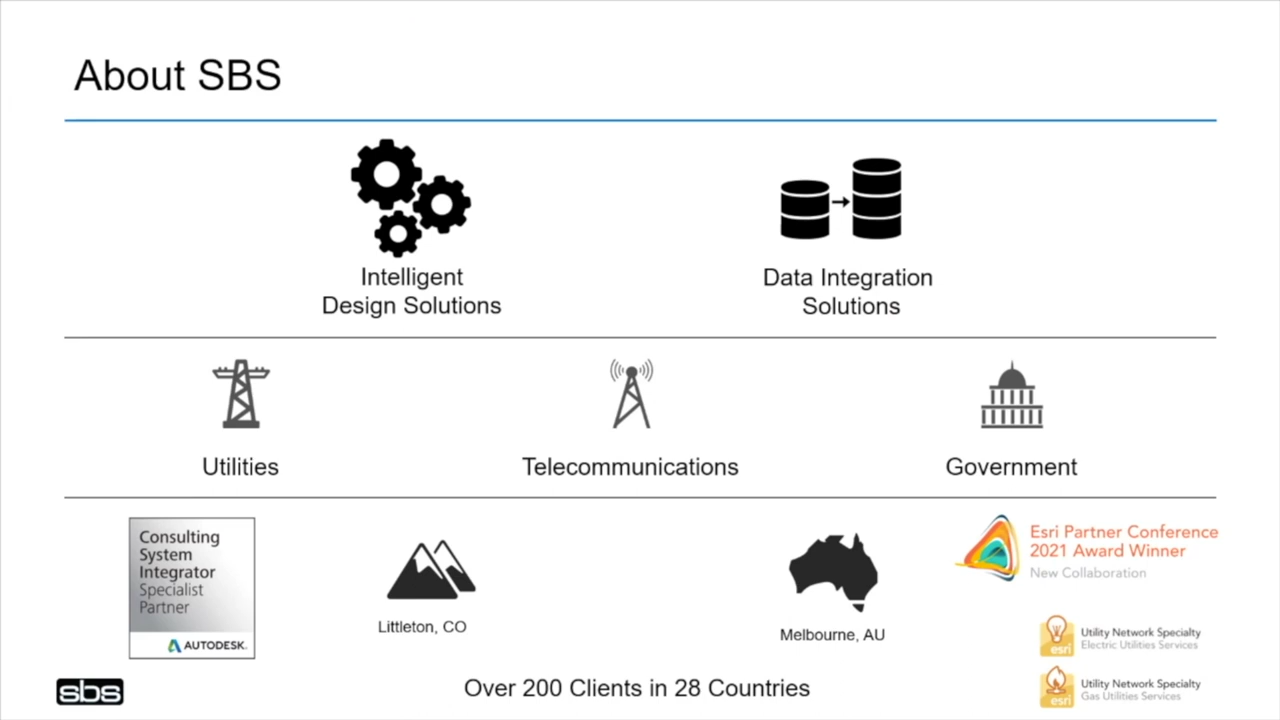 About SBS
Intelligent
Design Solutions
Data Integration
Solutions
Utilities
Telecommunications
Government
Consulting
System
Integrator
Specialist
Partner
AUTODESK.
Littleton, CO
Melbourne, AU
Esri Partner Conference
2021 Award Winner
New Collaboration
esri
Utility Network Specialty
Electric Utilities Services
esri
Utility Network Specialty
Gas Utilities Services
sbs
Over 200 Clients in 28 Countries